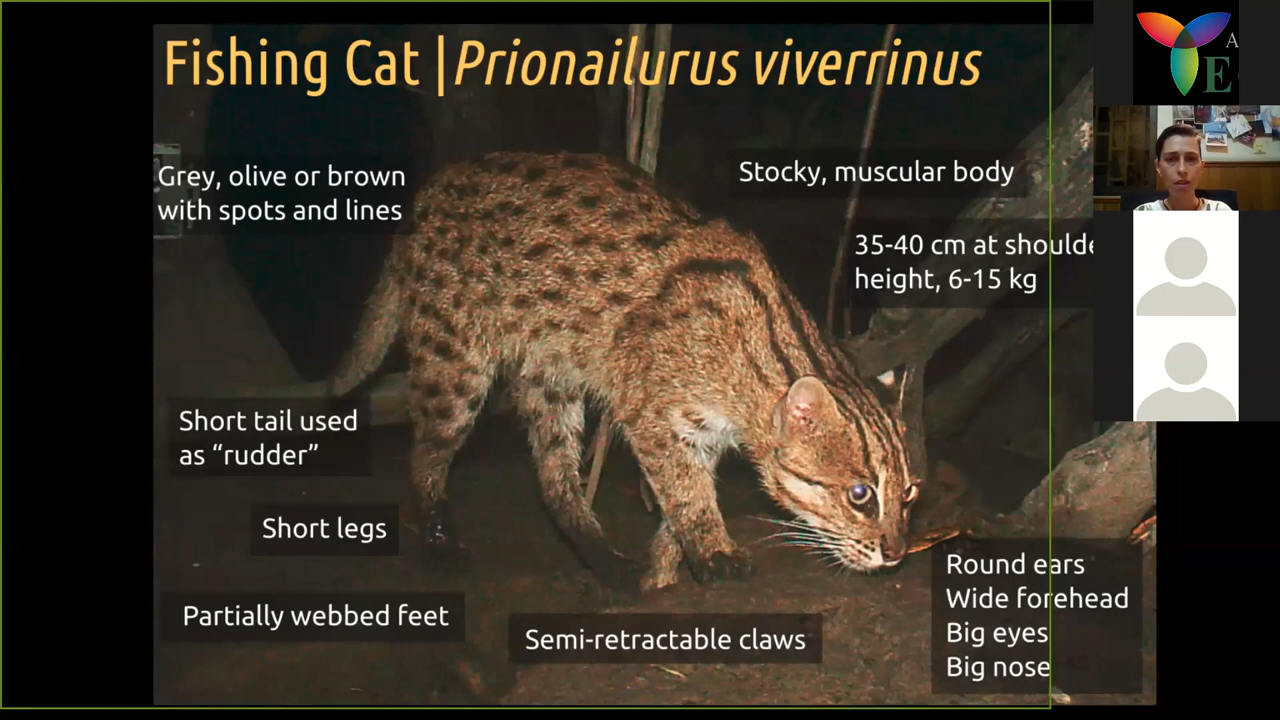 Fishing Cat | Prionailurus viverrinus
Grey, olive or brown
with spots and lines
Stocky, muscular body
35-40 cm at shoulde
height, 6-15 kg
Short tail used
as “rudder”
Short legs
Partially webbed feet
Semi-retractable claws
Round ears
Wide forehead
Big eyes
Big nose
A
E